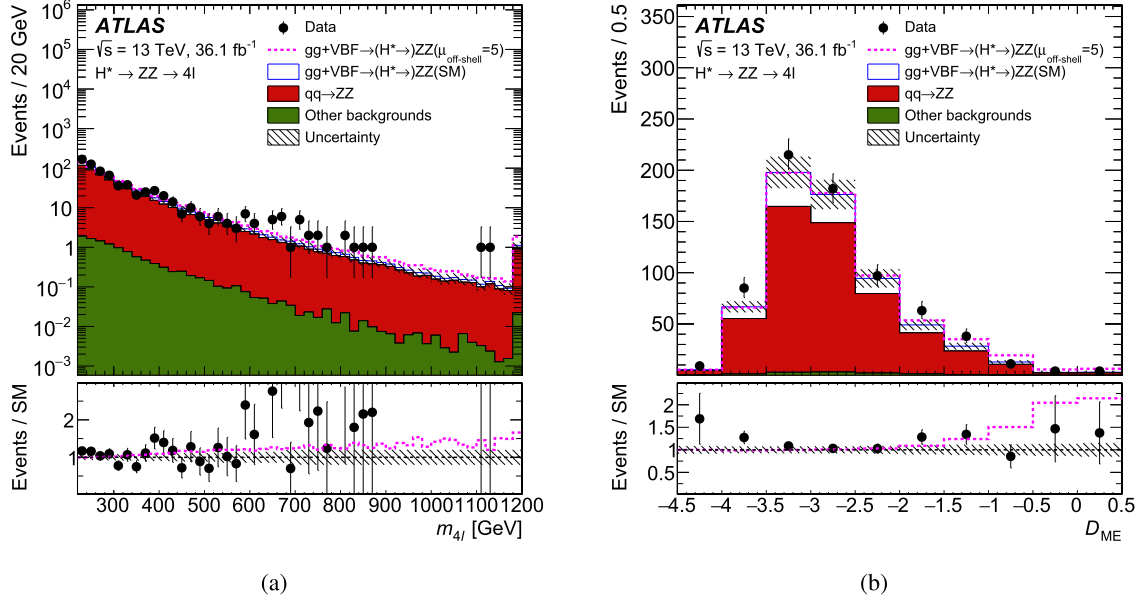 ATLAS
√s = 13 TeV, 36.1 fb⁻¹
H* → ZZ → 4l
Data
gg+VBF→(H*→)ZZ(μoff-shell=5)
gg+VBF→(H*→)ZZ(SM)
qq→ZZ
Other backgrounds
Uncertainty
Events / 20 GeV
10⁶
10⁵
10⁴
10³
10²
10
1
10⁻¹
10⁻²
10⁻³
Events / SM
2
1
300 400 500 600 700 800 900 1000 1100 1200
m4l [GeV]
(a)
ATLAS
√s = 13 TeV, 36.1 fb⁻¹
H* → ZZ → 4l
Data
gg+VBF→(H*→)ZZ(μoff-shell=5)
gg+VBF→(H*→)ZZ(SM)
qq→ZZ
Other backgrounds
Uncertainty
Events / 0.5
350
300
250
200
150
100
50
Events / SM
2
1.5
1
0.5
−4.5 −4 −3.5 −3 −2.5 −2 −1.5 −1 −0.5 0 0.5
DME
(b)